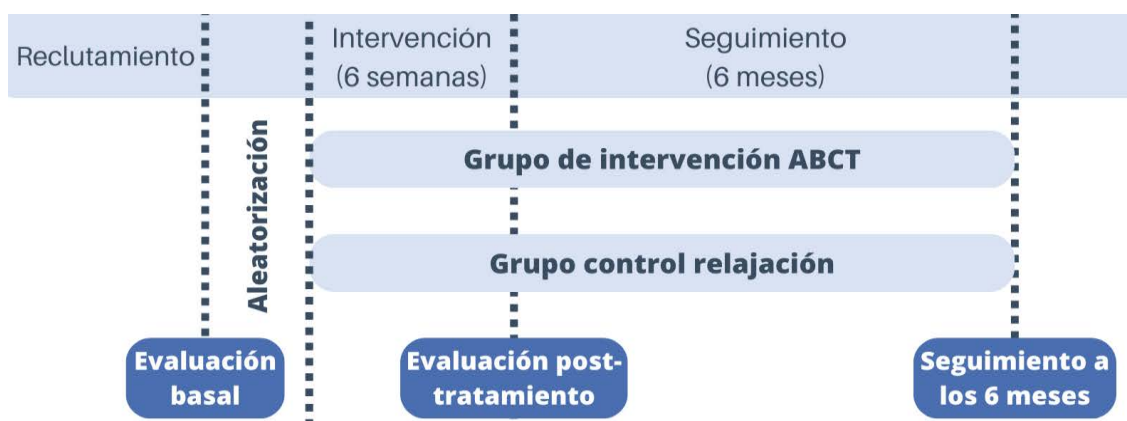 Reclutamiento
Intervención
(6 semanas)
Seguimiento
(6 meses)
Aleatorización
Grupo de intervención ABCT
Grupo control relajación
Evaluación
basal
Evaluación post-
tratamiento
Seguimiento a
los 6 meses